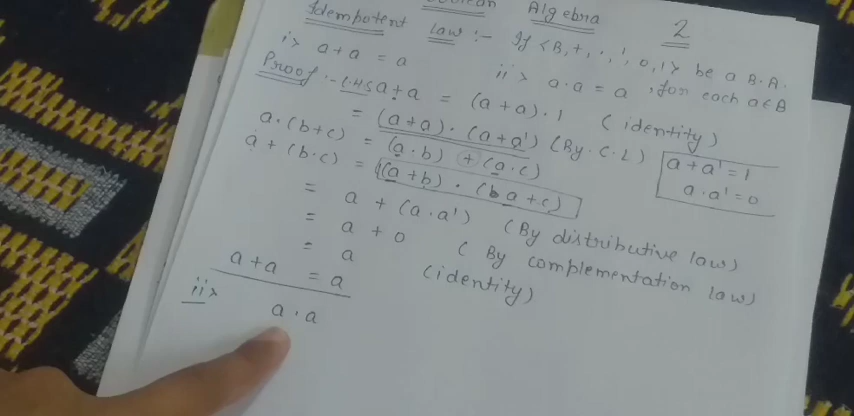 Boolean Algebra 2
Idempotent law :- If <B, +, ·, ', 0, 1> be a B.A.
i> a + a = a ii> a · a = a, for each a ∈ B
Proof :- L.H.S a + a = (a + a) · 1 (identity)
= (a + a) · (a + a') (By C.L)
a + a' = 1
a · a' = 0
a · (b + c) = (a · b) + (a · c)
a + (b · c) = (a + b) · (a + c)
= a + (a · a') (By distributive law)
= a + 0 (By complementation law)
= a (identity)
a + a = a
ii> a · a